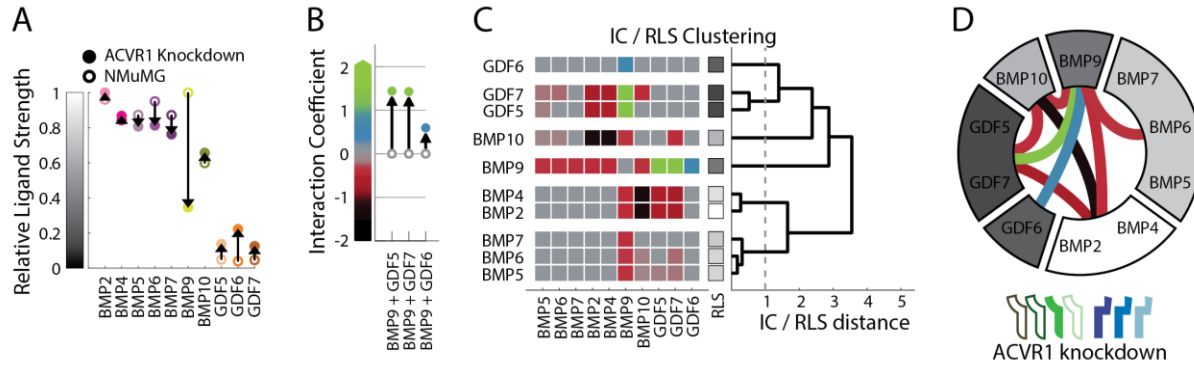 A
ACVR1 Knockdown
NMuMG
Relative Ligand Strength
1
0.8
0.6
0.4
0.2
0
BMP2
BMP4
BMP5
BMP6
BMP7
BMP9
BMP10
GDF5
GDF6
GDF7
B
Interaction Coefficient
2
1
0
-1
-2
BMP9 + GDF5
BMP9 + GDF7
BMP9 + GDF6
C
IC / RLS Clustering
GDF6
GDF7
GDF5
BMP10
BMP9
BMP4
BMP2
BMP7
BMP6
BMP5
BMP5
BMP6
BMP7
BMP2
BMP4
BMP9
BMP10
GDF5
GDF7
GDF6
RLS
0 1 2 3 4 5
IC / RLS distance
D
BMP9
BMP10
BMP7
GDF5
BMP6
GDF7
BMP5
GDF6
BMP4
BMP2
ACVR1 knockdown